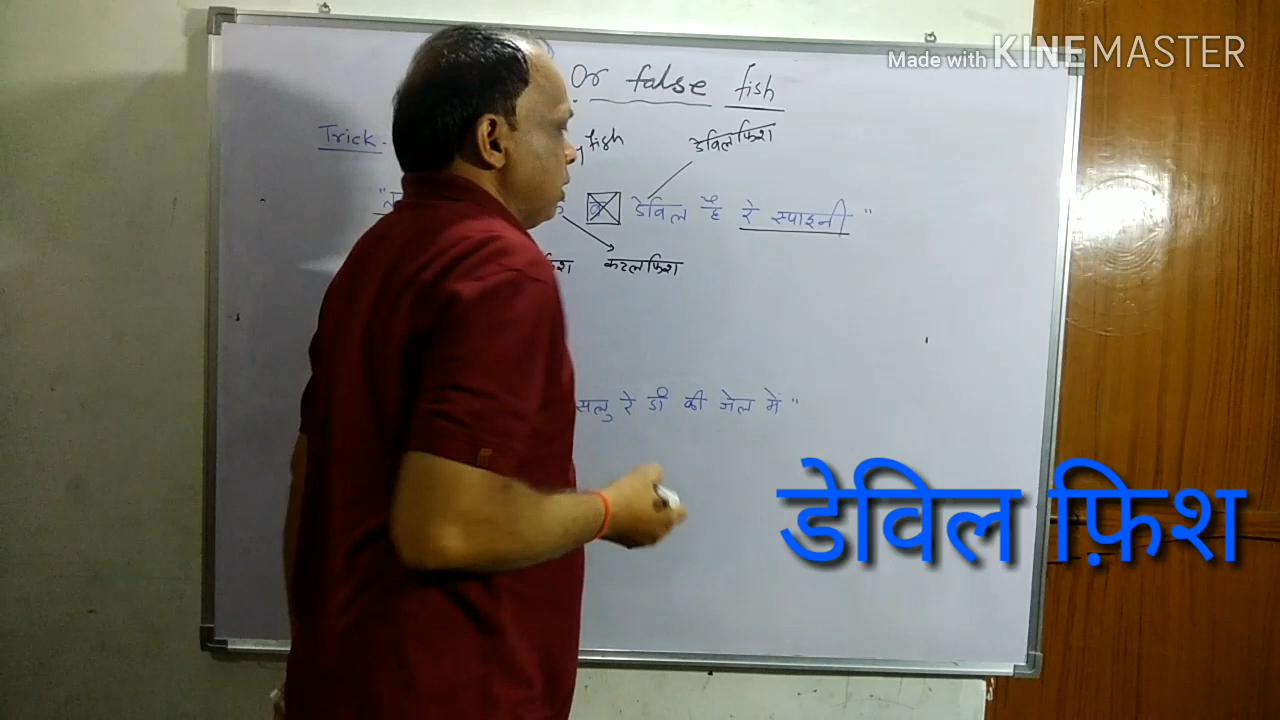 Made with KINEMASTER
Or false fish
Trick-
fish
डेविलफिश
डेविल है रे स्पाइनी"
कटलफिश
सलु रे डॉ की जेल में"
डेविल फ़िश